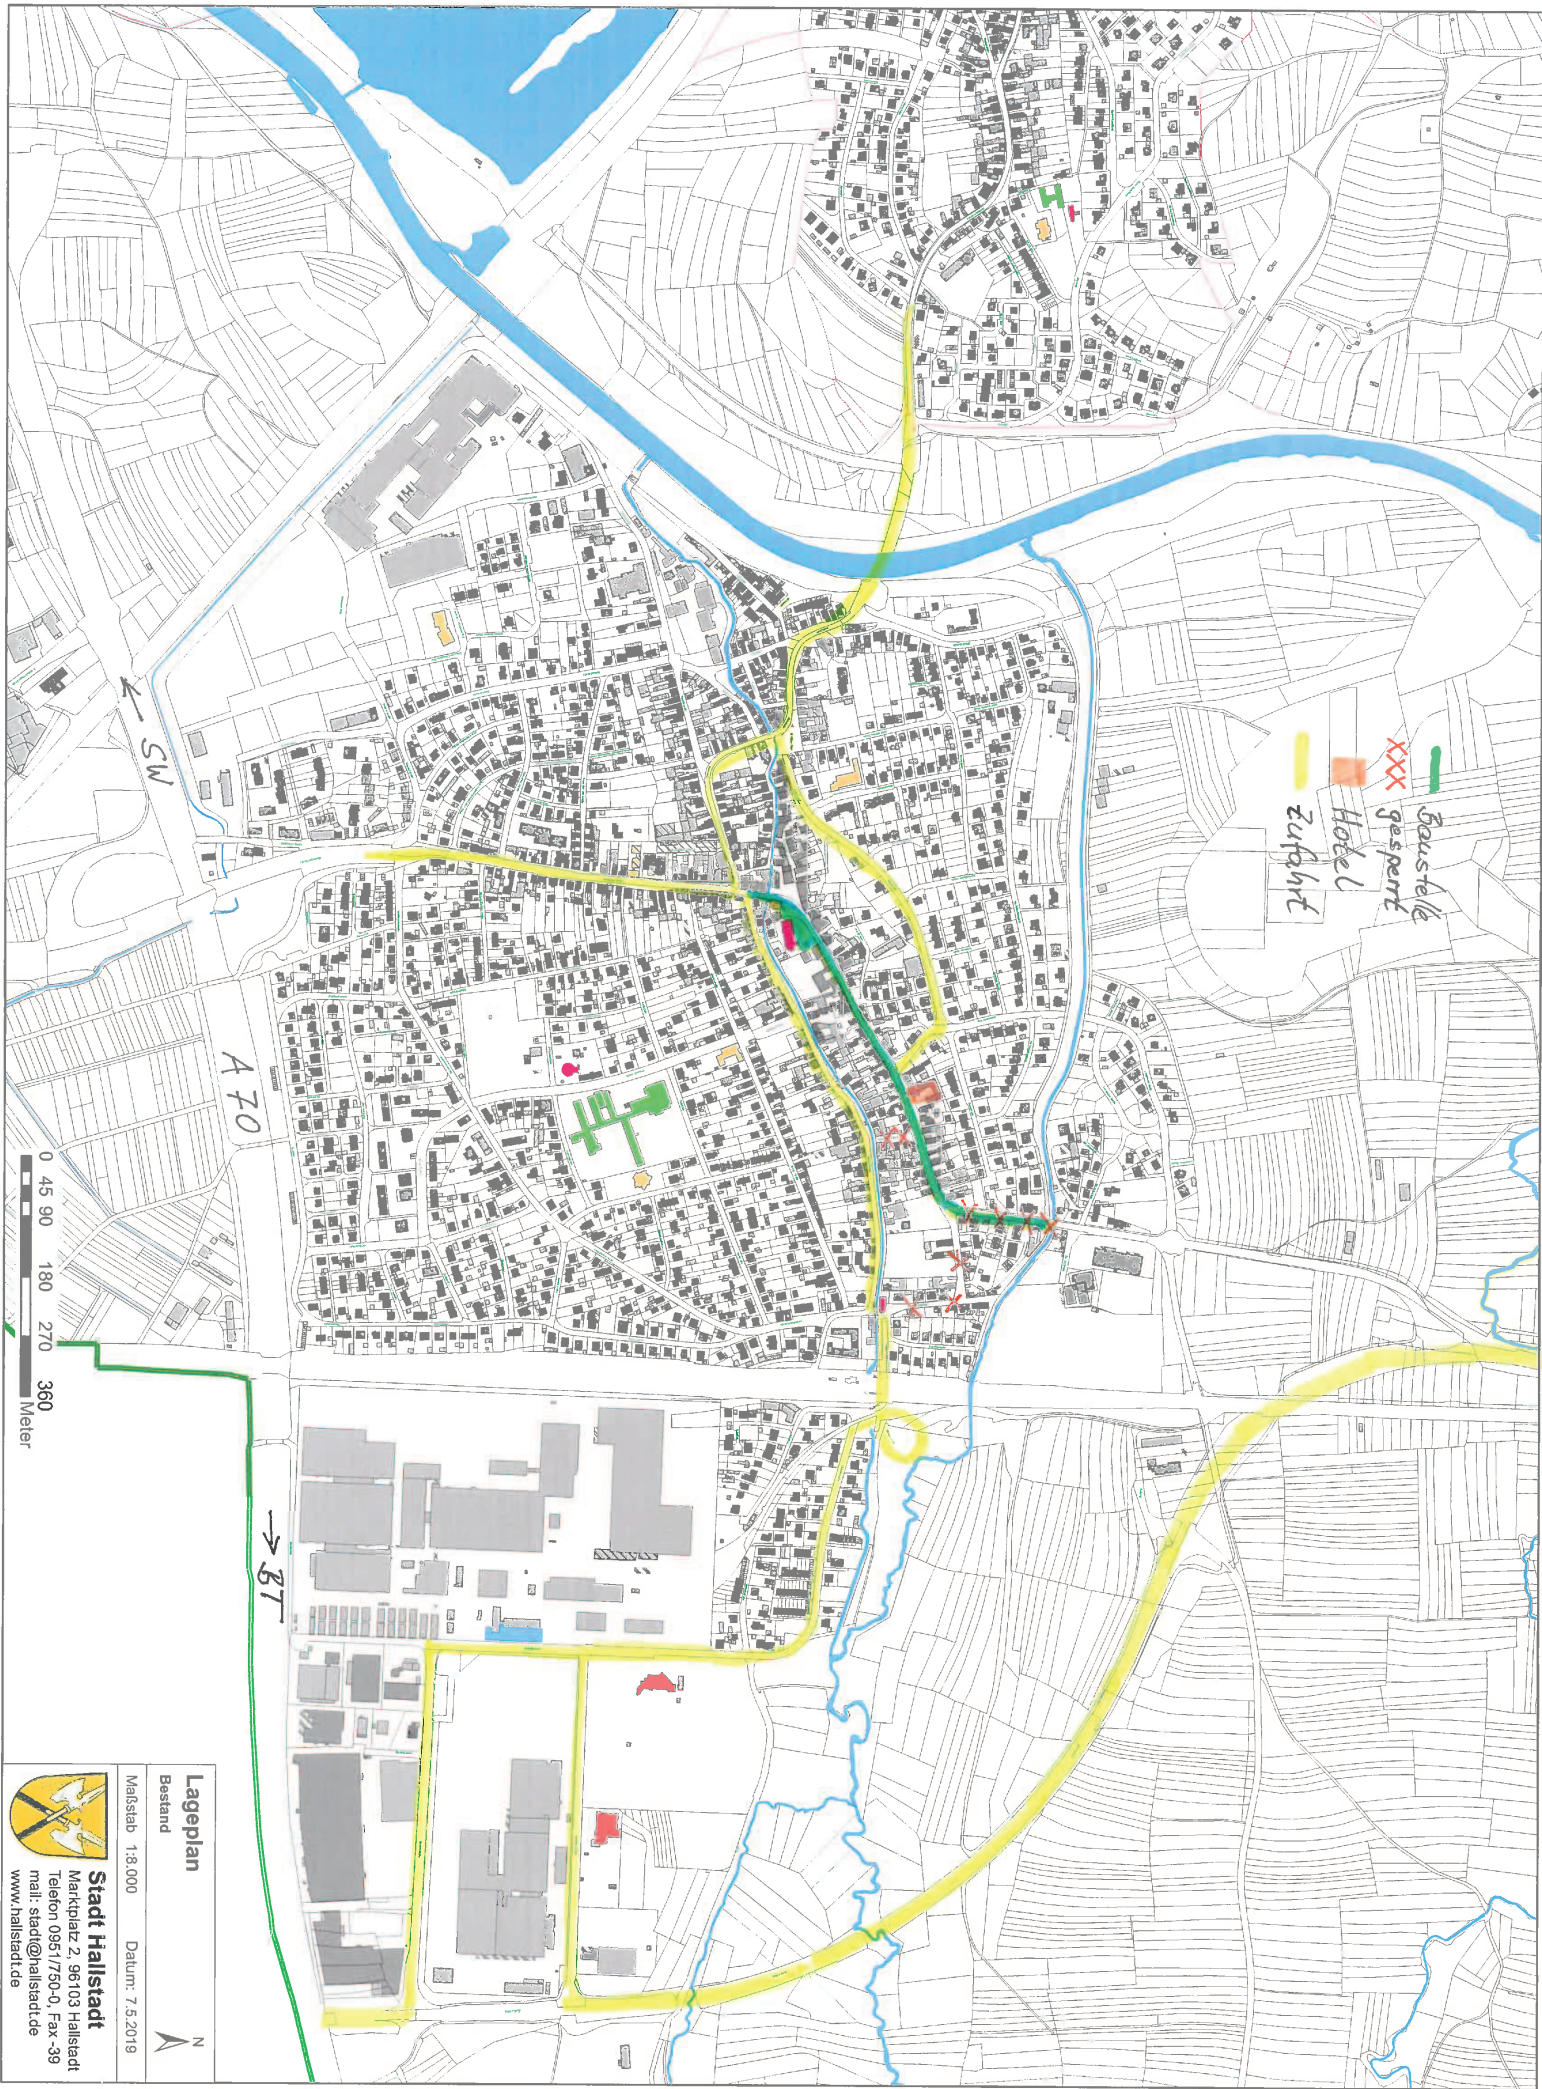 Baustelle
xxx gesperrt
Hotel
Zufahrt
← SW
A 70
→ BT
0 45 90 180 270 360
Meter
Lageplan
Bestand
N
Maßstab 1:8.000 Datum: 7.5.2019
Stadt Hallstadt
Marktplatz 2, 96103 Hallstadt
Telefon 0951/750-0, Fax -39
mail: stadt@hallstadt.de
www.hallstadt.de